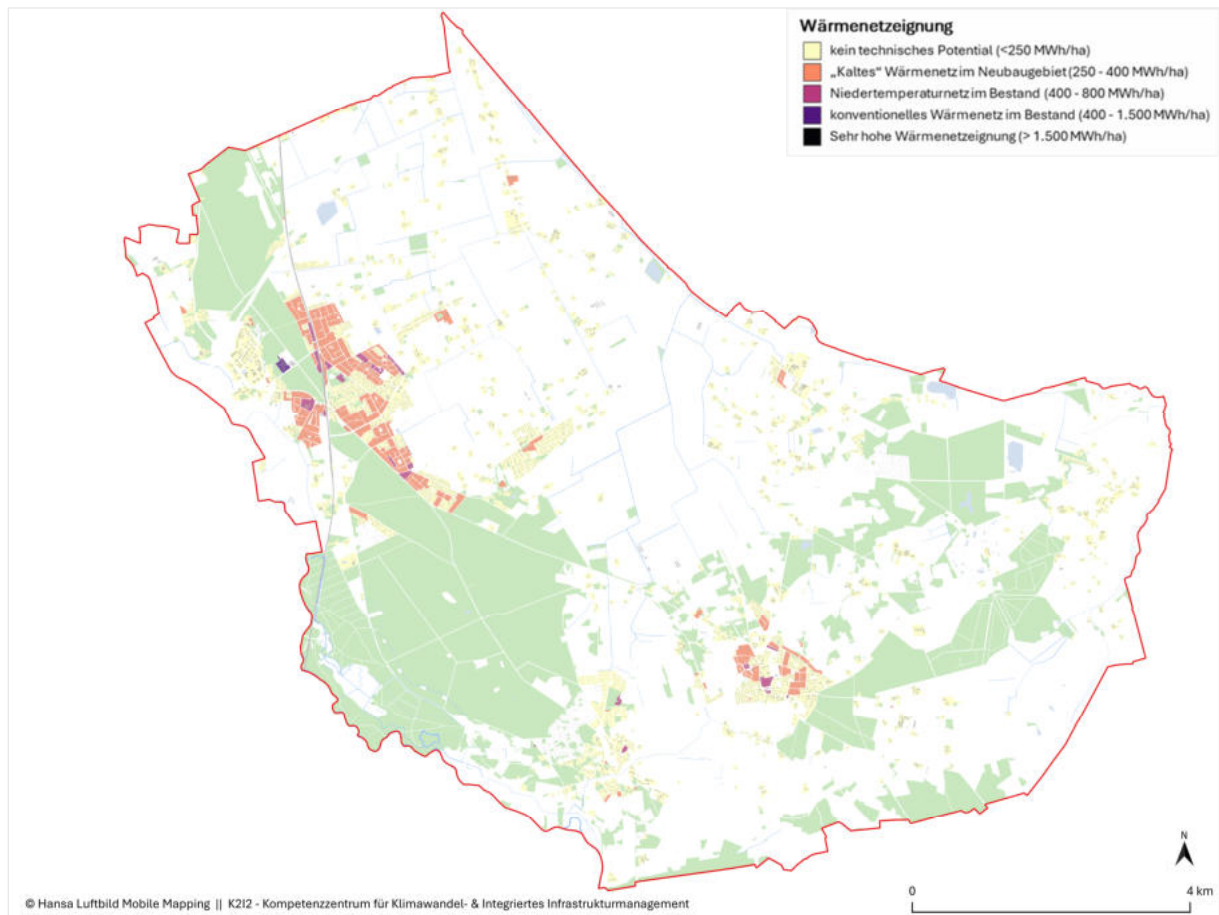 Wärmenetzeignung
kein technisches Potential (<250 MWh/ha)
„Kaltes“ Wärmenetz im Neubaugebiet (250 - 400 MWh/ha)
Niedertemperaturnetz im Bestand (400 - 800 MWh/ha)
konventionelles Wärmenetz im Bestand (400 - 1.500 MWh/ha)
Sehr hohe Wärmenetzeignung (> 1.500 MWh/ha)
N
0 4 km
© Hansa Luftbild Mobile Mapping || K2I2 - Kompetenzzentrum für Klimawandel- & Integriertes Infrastrukturmanagement